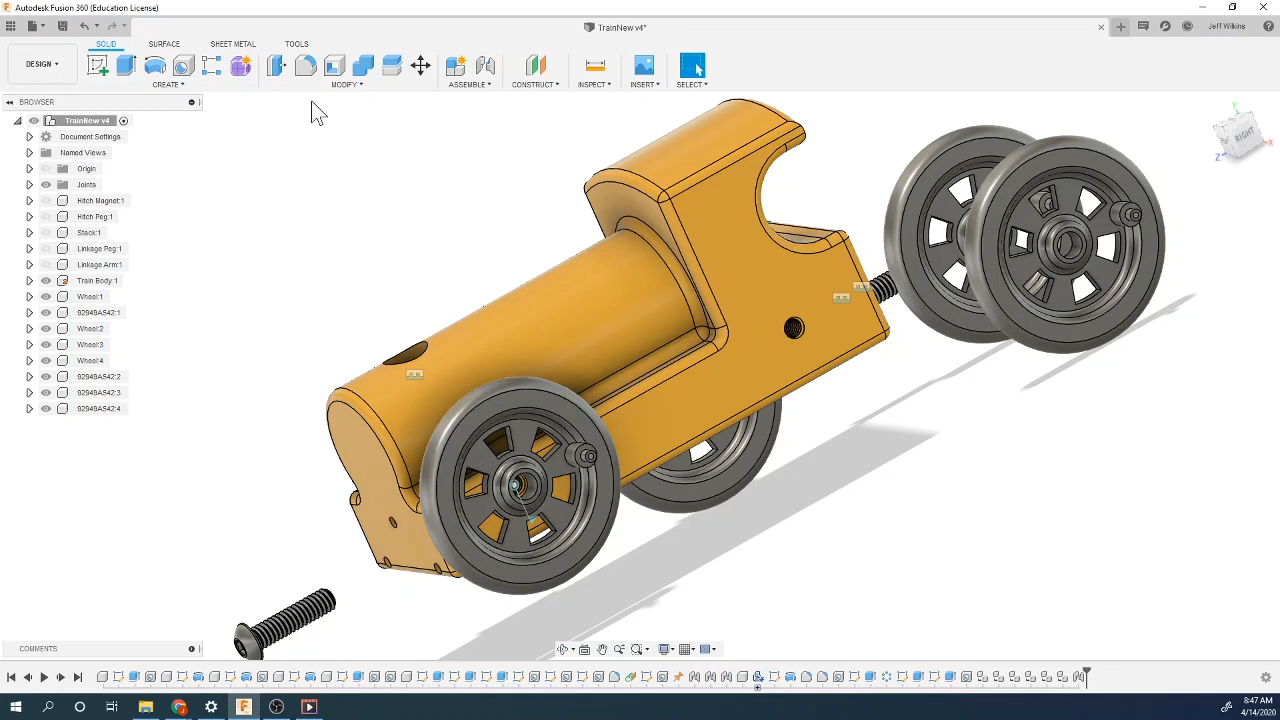 Autodesk Fusion 360 (Education License)
TrainNew v4*
Jeff Wilkins
DESIGN
SOLID
SURFACE
SHEET METAL
TOOLS
CREATE
MODIFY
ASSEMBLE
CONSTRUCT
INSPECT
INSERT
SELECT
BROWSER
TrainNew v4
Document Settings
Named Views
Origin
Joints
Hitch Magnet:1
Hitch Peg:1
Stack:1
Linkage Peg:1
Linkage Arm:1
Train Body:1
Wheel:1
92949A542:1
Wheel:2
Wheel:3
Wheel:4
92949A542:2
92949A542:3
92949A542:4
Y
RIGHT
X
Z
COMMENTS
8:47 AM
4/14/2020